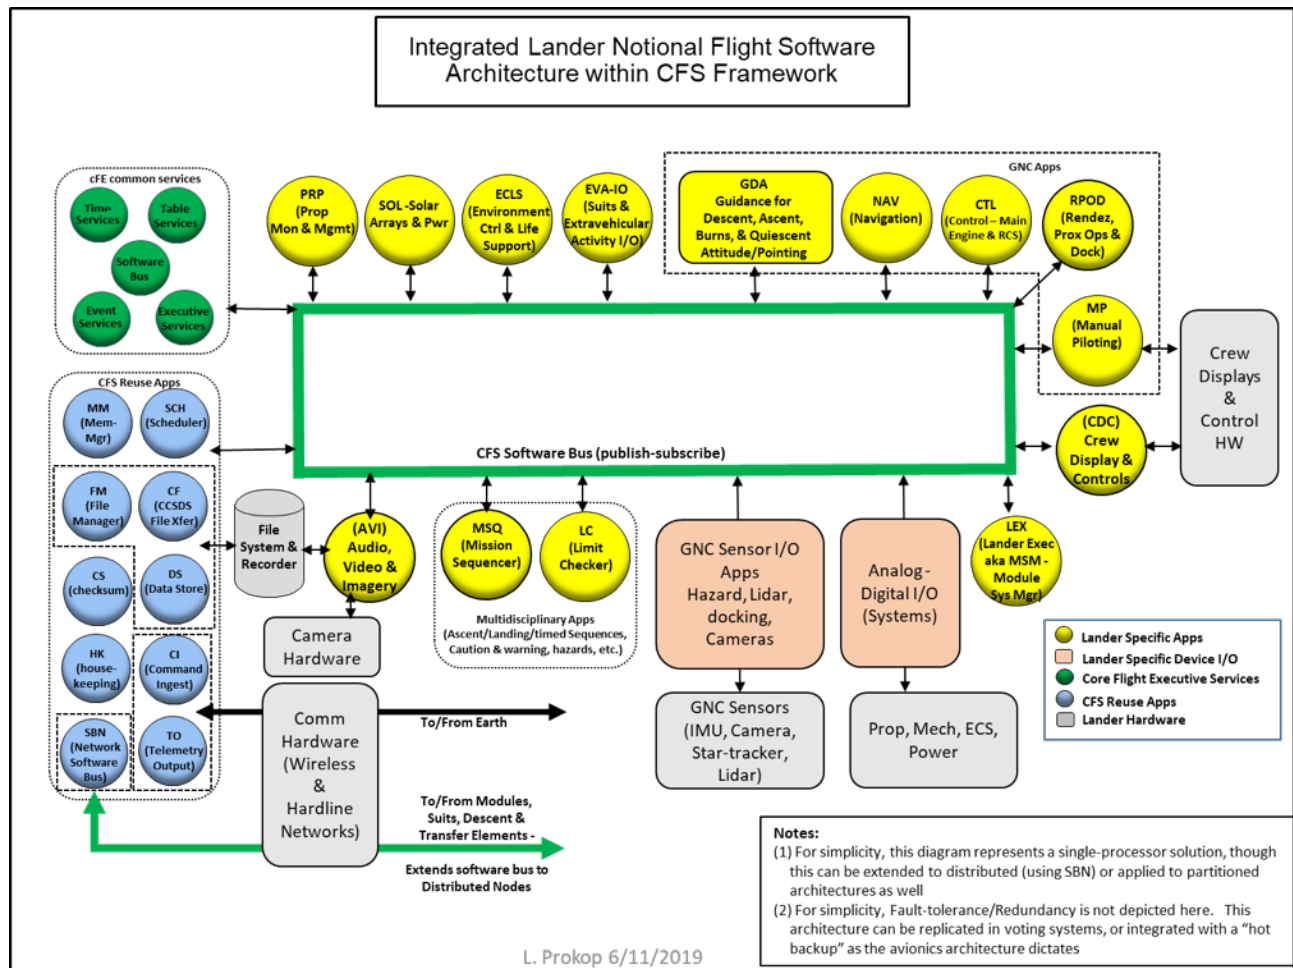 Integrated Lander Notional Flight Software
Architecture within CFS Framework
cFE common services
Time
Services
Table
Services
Software
Bus
Event
Services
Executive
Services
PRP
(Prop
Mon & Mgmt)
SOL -Solar
Arrays & Pwr
ECLS
(Environment
Ctrl & Life
Support)
EVA-IO
(Suits &
Extravehicular
Activity I/O)
GNC Apps
GDA
Guidance for
Descent, Ascent,
Burns, & Quiescent
Attitude/Pointing
NAV
(Navigation)
CTL
(Control – Main
Engine & RCS)
RPOD
(Rendez,
Prox Ops &
Dock)
MP
(Manual
Piloting)
Crew
Displays
&
Control
HW
(CDC)
Crew
Display &
Controls
CFS Software Bus (publish-subscribe)
CFS Reuse Apps
MM
(Mem-
Mgr)
SCH
(Scheduler)
FM
(File
Manager)
CF
(CCSDS
File Xfer)
CS
(checksum)
DS
(Data Store)
HK
(house-
keeping)
CI
(Command
Ingest)
SBN
(Network
Software
Bus)
TO
(Telemetry
Output)
File
System &
Recorder
(AVI)
Audio,
Video &
Imagery
Camera
Hardware
MSQ
(Mission
Sequencer)
LC
(Limit
Checker)
Multidisciplinary Apps
(Ascent/Landing/timed Sequences,
Caution & warning, hazards, etc.)
GNC Sensor I/O
Apps
Hazard, Lidar,
docking,
Cameras
Analog -
Digital I/O
(Systems)
LEX
(Lander Exec
aka MSM -
Module
Sys Mgr)
GNC Sensors
(IMU, Camera,
Star-tracker,
Lidar)
Prop, Mech, ECS,
Power
Comm
Hardware
(Wireless
&
Hardline
Networks)
To/From Earth
To/From Modules,
Suits, Descent &
Transfer Elements -
Extends software bus to
Distributed Nodes
Lander Specific Apps
Lander Specific Device I/O
Core Flight Executive Services
CFS Reuse Apps
Lander Hardware
Notes:
(1) For simplicity, this diagram represents a single-processor solution, though
this can be extended to distributed (using SBN) or applied to partitioned
architectures as well
(2) For simplicity, Fault-tolerance/Redundancy is not depicted here. This
architecture can be replicated in voting systems, or integrated with a “hot
backup” as the avionics architecture dictates
L. Prokop 6/11/2019